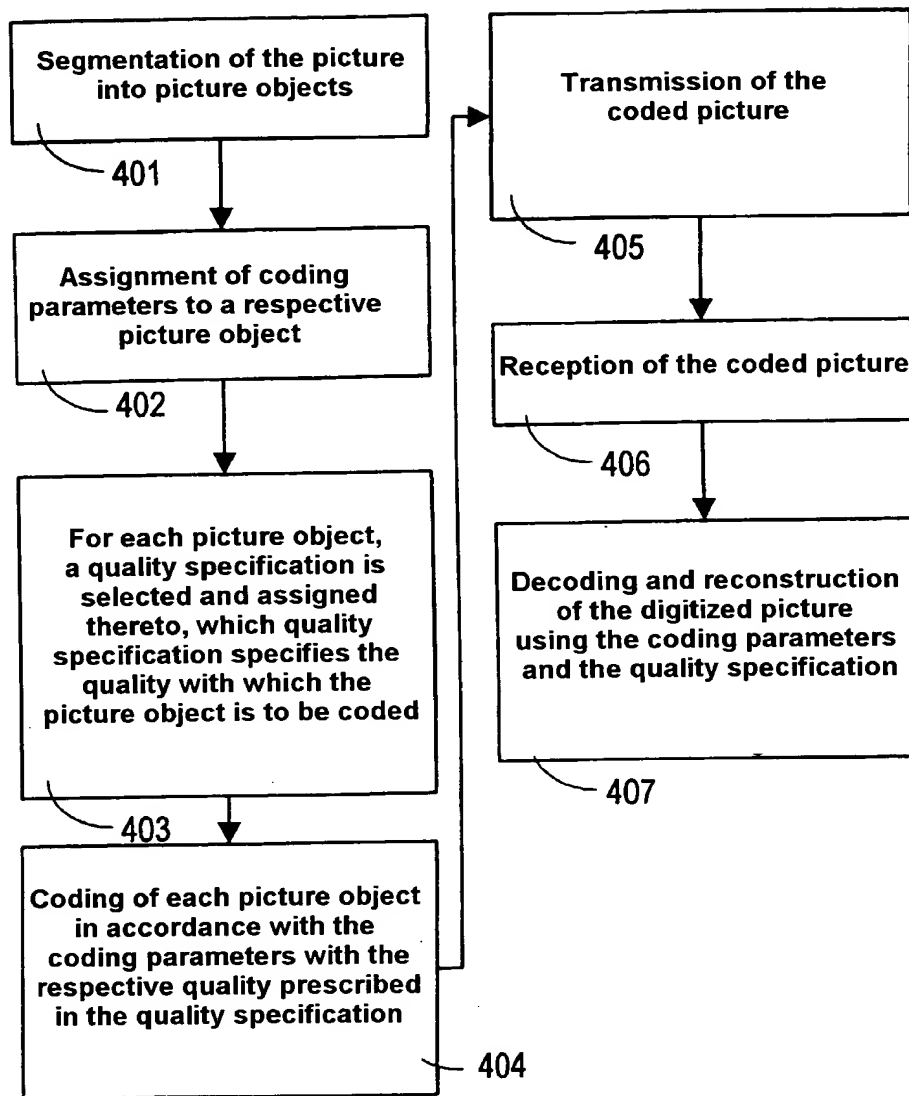 Segmentation of the picture
into picture objects
401
Assignment of coding
parameters to a respective
picture object
402
For each picture object,
a quality specification is
selected and assigned
thereto, which quality
specification specifies the
quality with which the
picture object is to be coded
403
Coding of each picture object
in accordance with the
coding parameters with the
respective quality prescribed
in the quality specification
404
Transmission of the
coded picture
405
Reception of the coded picture
406
Decoding and reconstruction
of the digitized picture
using the coding parameters
and the quality specification
407